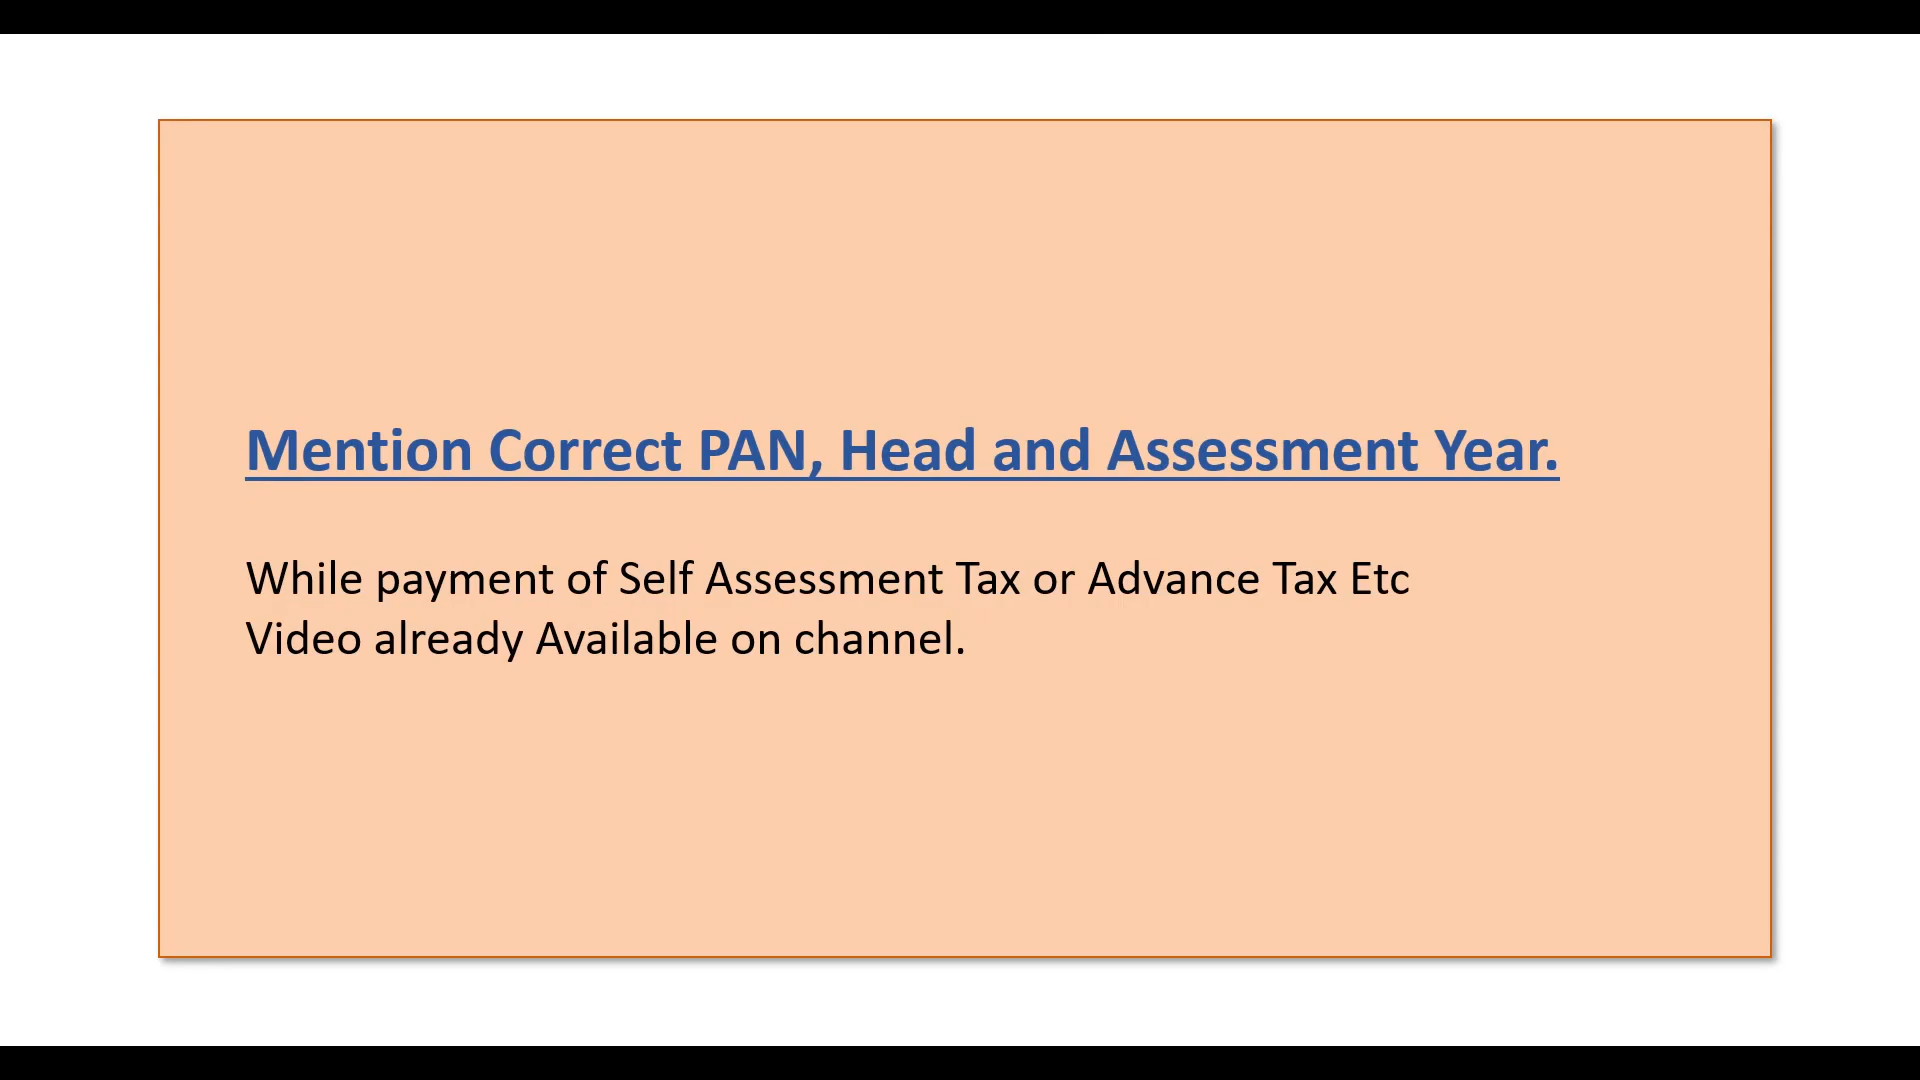 Mention Correct PAN, Head and Assessment Year.
While payment of Self Assessment Tax or Advance Tax Etc
Video already Available on channel.